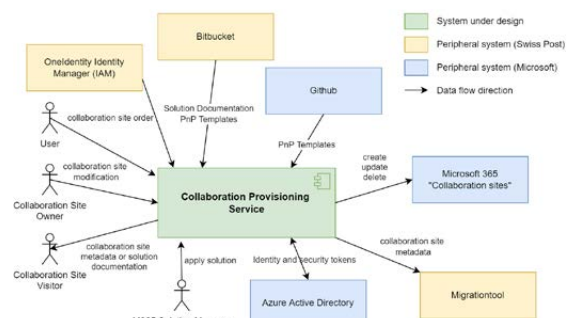 Bitbucket
System under design
Peripheral system (Swiss Post)
Peripheral system (Microsoft)
Data flow direction
OneIdentity Identity
Manager (IAM)
Github
Solution Documentation
PnP Templates
collaboration site order
User
PnP Templates
create
update
delete
Microsoft 365
"Collaboration sites"
collaboration site
modification
Collaboration Site
Owner
Collaboration Provisioning
Service
collaboration site
metadata or solution
documentation
Collaboration Site
Visitor
apply solution
Identity and security tokens
collaboration site
metadata
Azure Active Directory
Migrationtool